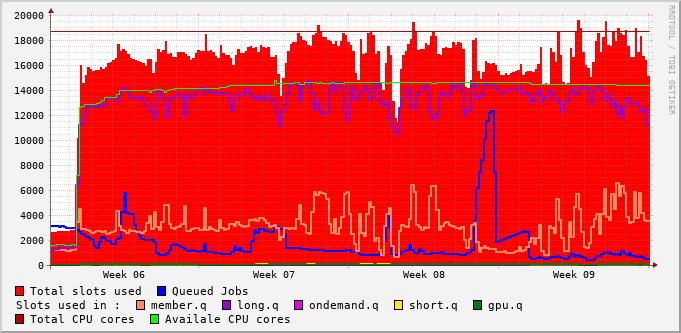 20000
18000
16000
14000
12000
10000
8000
6000
4000
2000
0
Week 06 Week 07 Week 08 Week 09
RRDTOOL / TOBI OETIKER
Total slots used Queued Jobs
Slots used in : member.q long.q ondemand.q short.q gpu.q
Total CPU cores Availale CPU cores